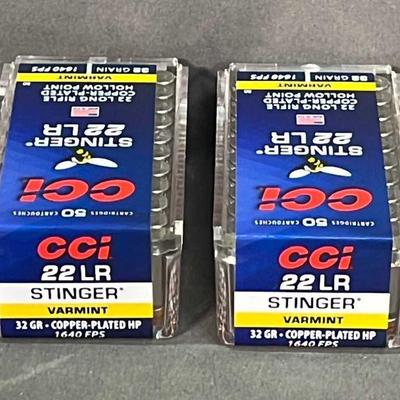 32 GRAIN 1640 FPS
VARMINT
22 LONG RIFLE
COPPER-PLATED
HOLLOW POINT
50
22 LR
STINGER®
CCi
50
CARTRIDGES CARTOUCHES
CCi
22 LR
STINGER®
VARMINT
32 GR • COPPER-PLATED HP
1640 FPS
32 GRAIN 1640 FPS
VARMINT
22 LONG RIFLE
COPPER-PLATED
HOLLOW POINT
50
22 LR
STINGER®
CCi
50
CARTRIDGES CARTOUCHES
CCi
22 LR
STINGER®
VARMINT
32 GR • COPPER-PLATED HP
1640 FPS